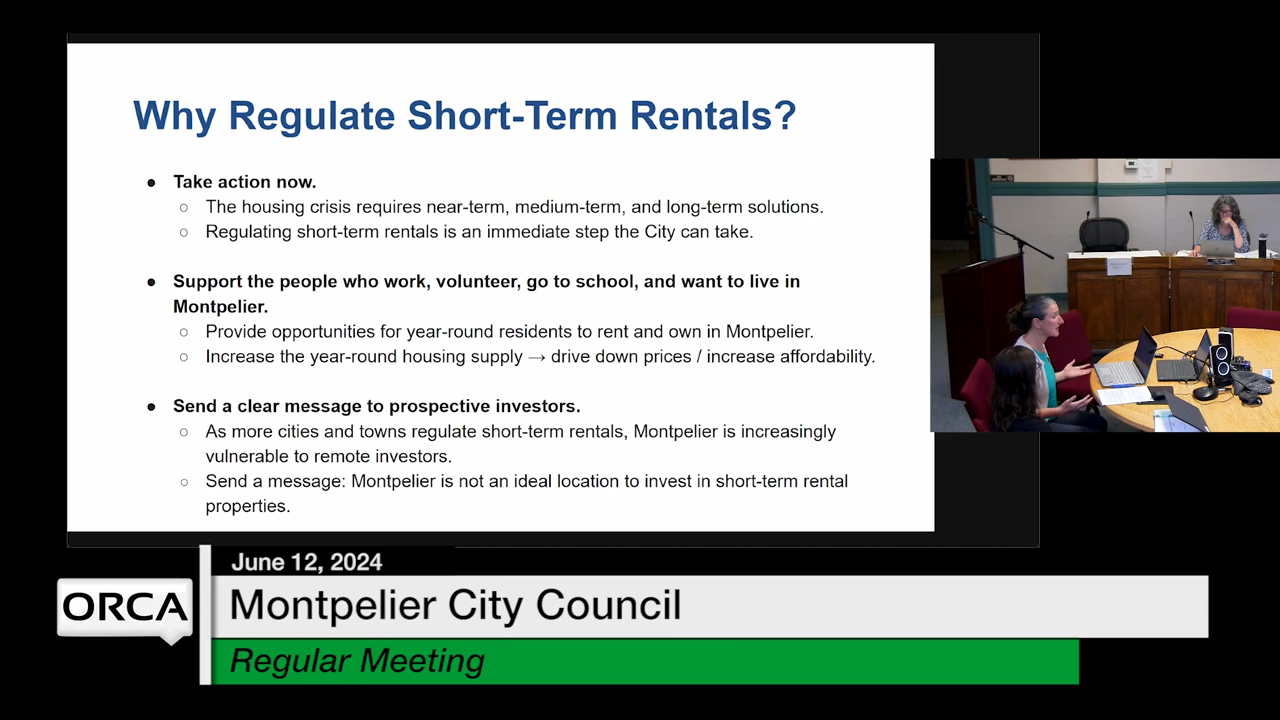 Why Regulate Short-Term Rentals?
● Take action now.
○ The housing crisis requires near-term, medium-term, and long-term solutions.
○ Regulating short-term rentals is an immediate step the City can take.
● Support the people who work, volunteer, go to school, and want to live in
Montpelier.
○ Provide opportunities for year-round residents to rent and own in Montpelier.
○ Increase the year-round housing supply → drive down prices / increase affordability.
● Send a clear message to prospective investors.
○ As more cities and towns regulate short-term rentals, Montpelier is increasingly
vulnerable to remote investors.
○ Send a message: Montpelier is not an ideal location to invest in short-term rental
properties.
June 12, 2024
ORCA
Montpelier City Council
Regular Meeting